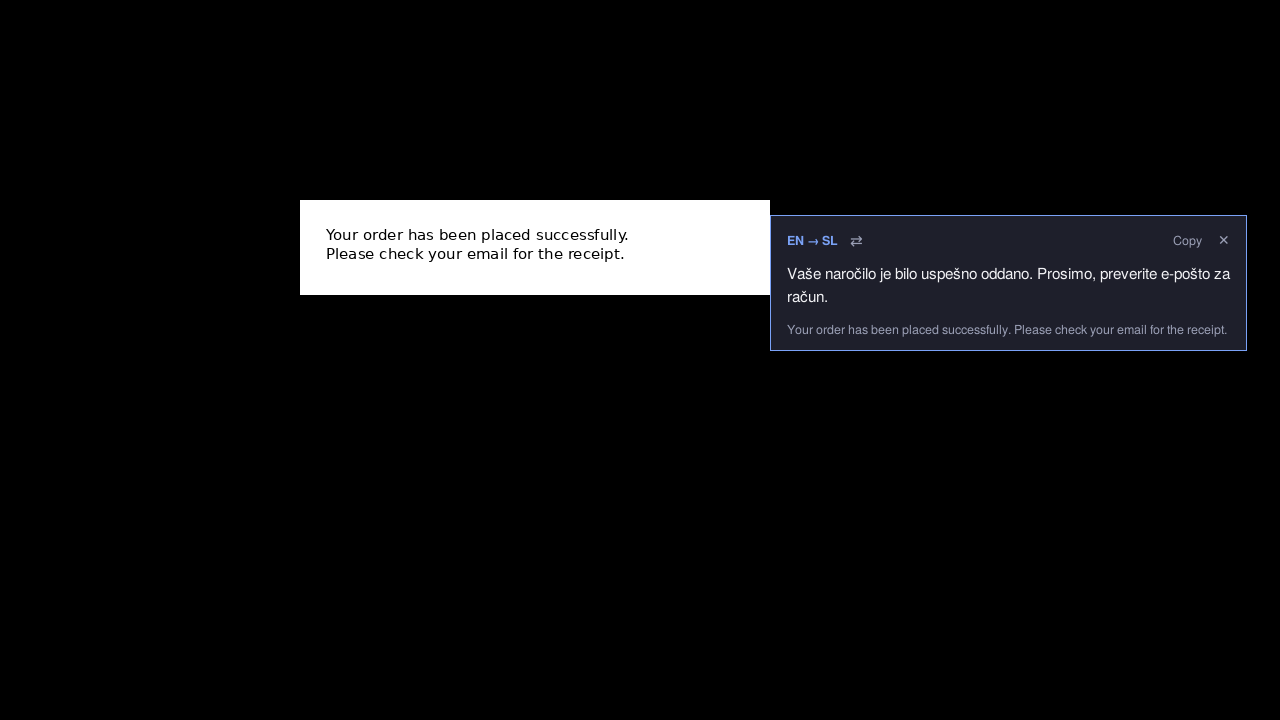 Your order has been placed successfully.
Please check your email for the receipt.
EN → SL ⇄ Copy ×
Vaše naročilo je bilo uspešno oddano. Prosimo, preverite e-pošto za
račun.
Your order has been placed successfully. Please check your email for the receipt.